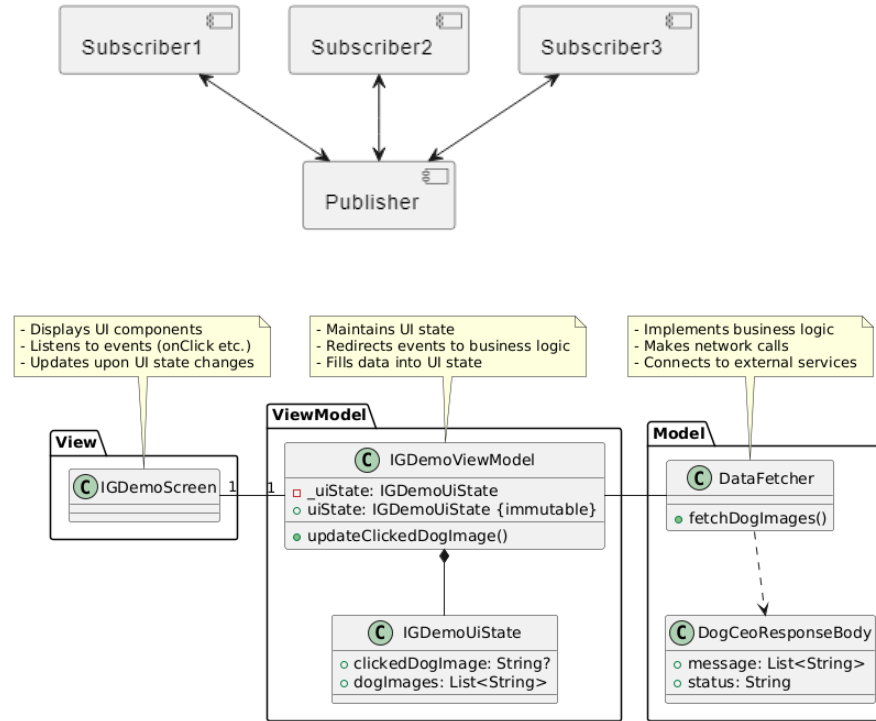 Subscriber1
Subscriber2
Subscriber3
Publisher
- Displays UI components
- Listens to events (onClick etc.)
- Updates upon UI state changes
- Maintains UI state
- Redirects events to business logic
- Fills data into UI state
- Implements business logic
- Makes network calls
- Connects to external services
View
C IGDemoScreen
1
1
ViewModel
C IGDemoViewModel
_uiState: IGDemoUiState
uiState: IGDemoUiState {immutable}
updateClickedDogImage()
C IGDemoUiState
clickedDogImage: String?
dogImages: List<String>
Model
C DataFetcher
fetchDogImages()
C DogCeoResponseBody
message: List<String>
status: String